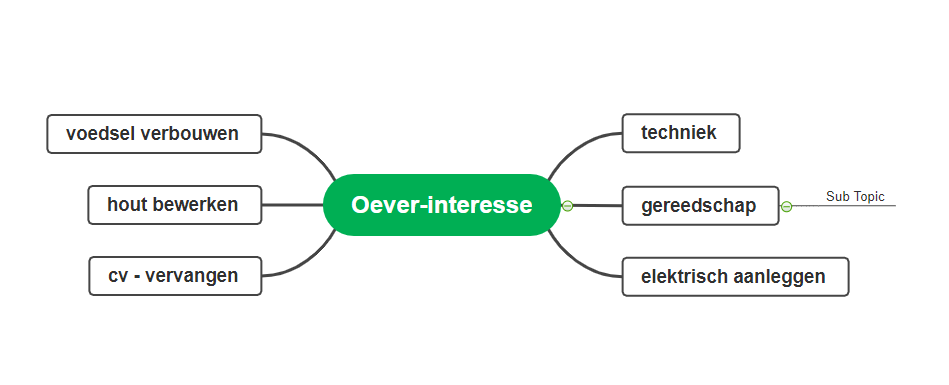 voedsel verbouwen
hout bewerken
cv - vervangen
Oever-interesse
techniek
gereedschap
Sub Topic
elektrisch aanleggen